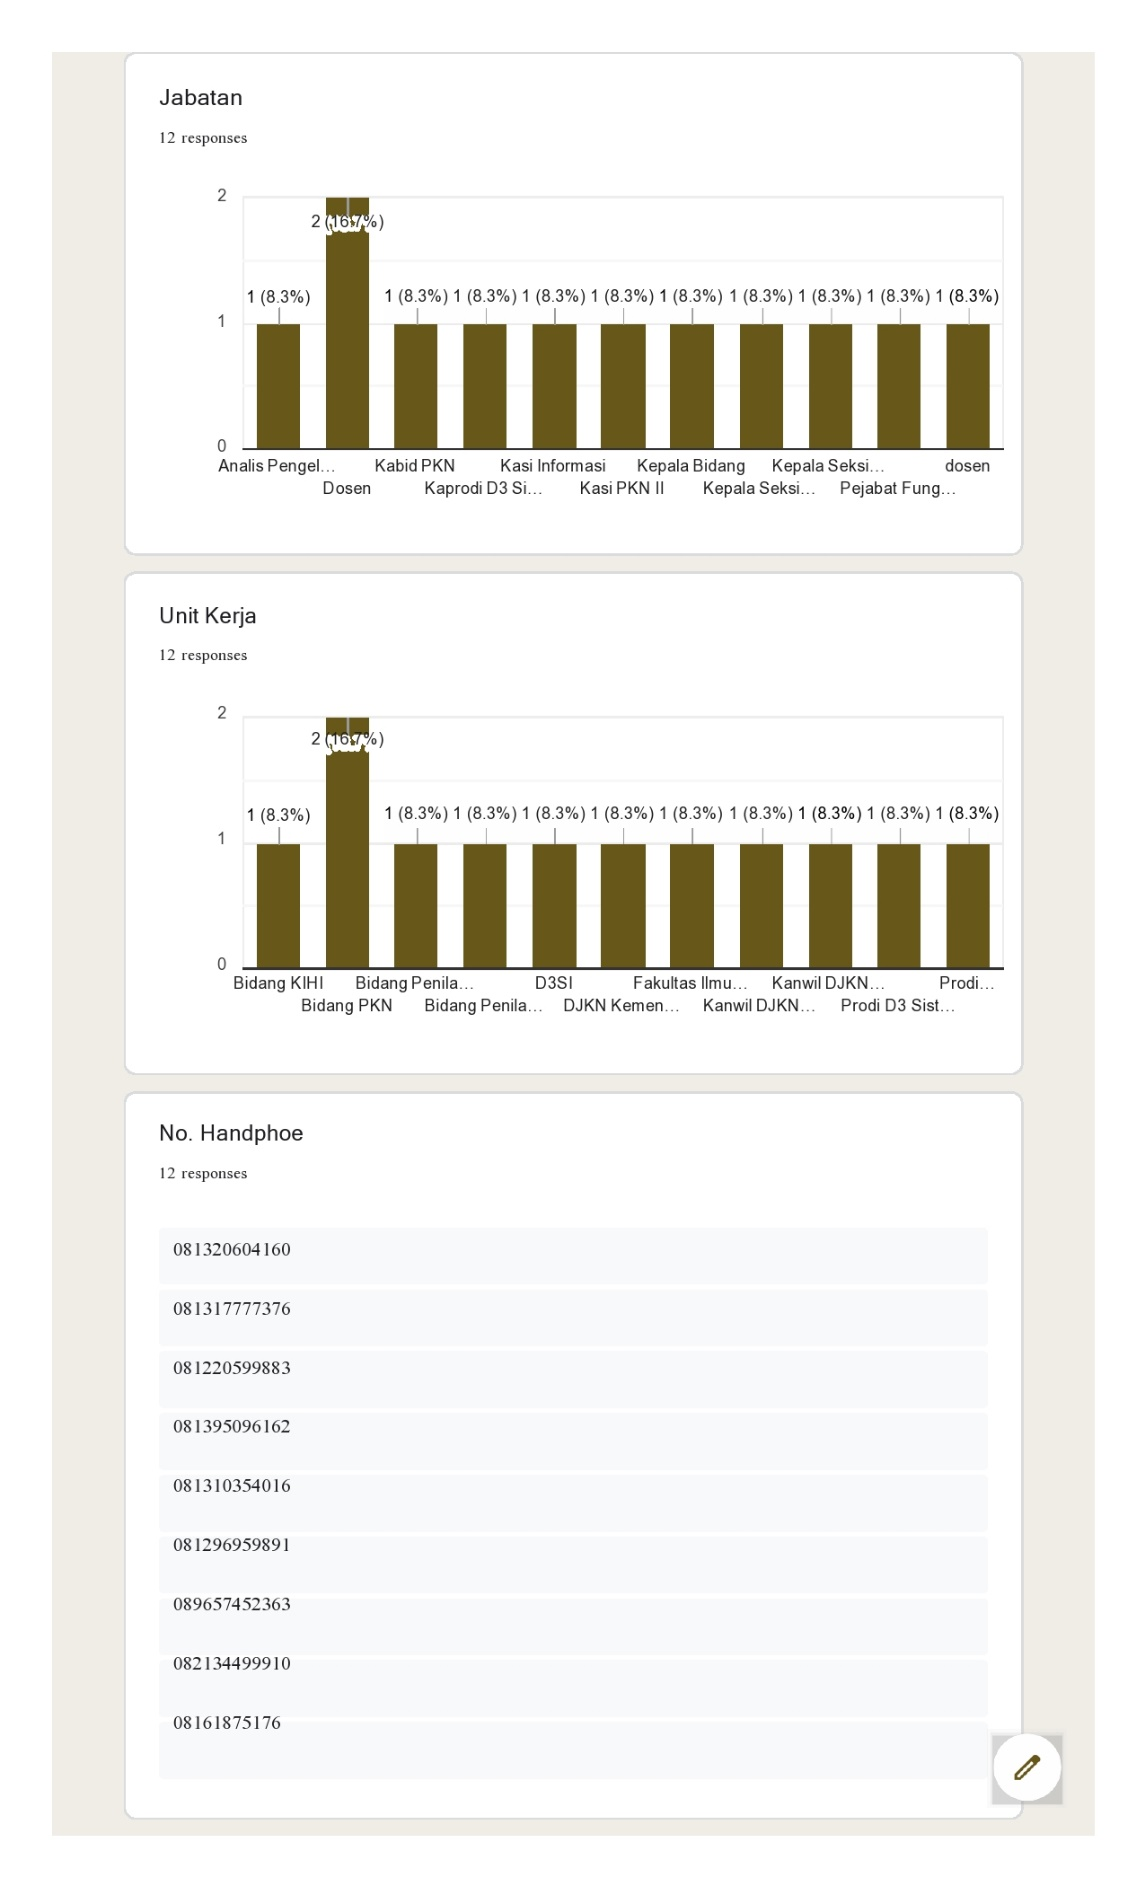 Jabatan
12 responses
2
2 (16.7%)
1 (8.3%) 1 (8.3%) 1 (8.3%) 1 (8.3%) 1 (8.3%) 1 (8.3%) 1 (8.3%) 1 (8.3%) 1 (8.3%) 1 (8.3%)
1
0
Analis Pengel... Kabid PKN Kasi Informasi Kepala Bidang Kepala Seksi... dosen
Dosen Kaprodi D3 Si... Kasi PKN II Kepala Seksi... Pejabat Fung...
Unit Kerja
12 responses
2
2 (16.7%)
1 (8.3%) 1 (8.3%) 1 (8.3%) 1 (8.3%) 1 (8.3%) 1 (8.3%) 1 (8.3%) 1 (8.3%) 1 (8.3%) 1 (8.3%)
1
0
Bidang KIHI Bidang Penila... D3SI Fakultas Ilmu... Kanwil DJKN... Prodi...
Bidang PKN Bidang Penila... DJKN Kemen... Kanwil DJKN... Prodi D3 Sist...
No. Handphoe
12 responses
081320604160
081317777376
081220599883
081395096162
081310354016
081296959891
089657452363
082134499910
08161875176